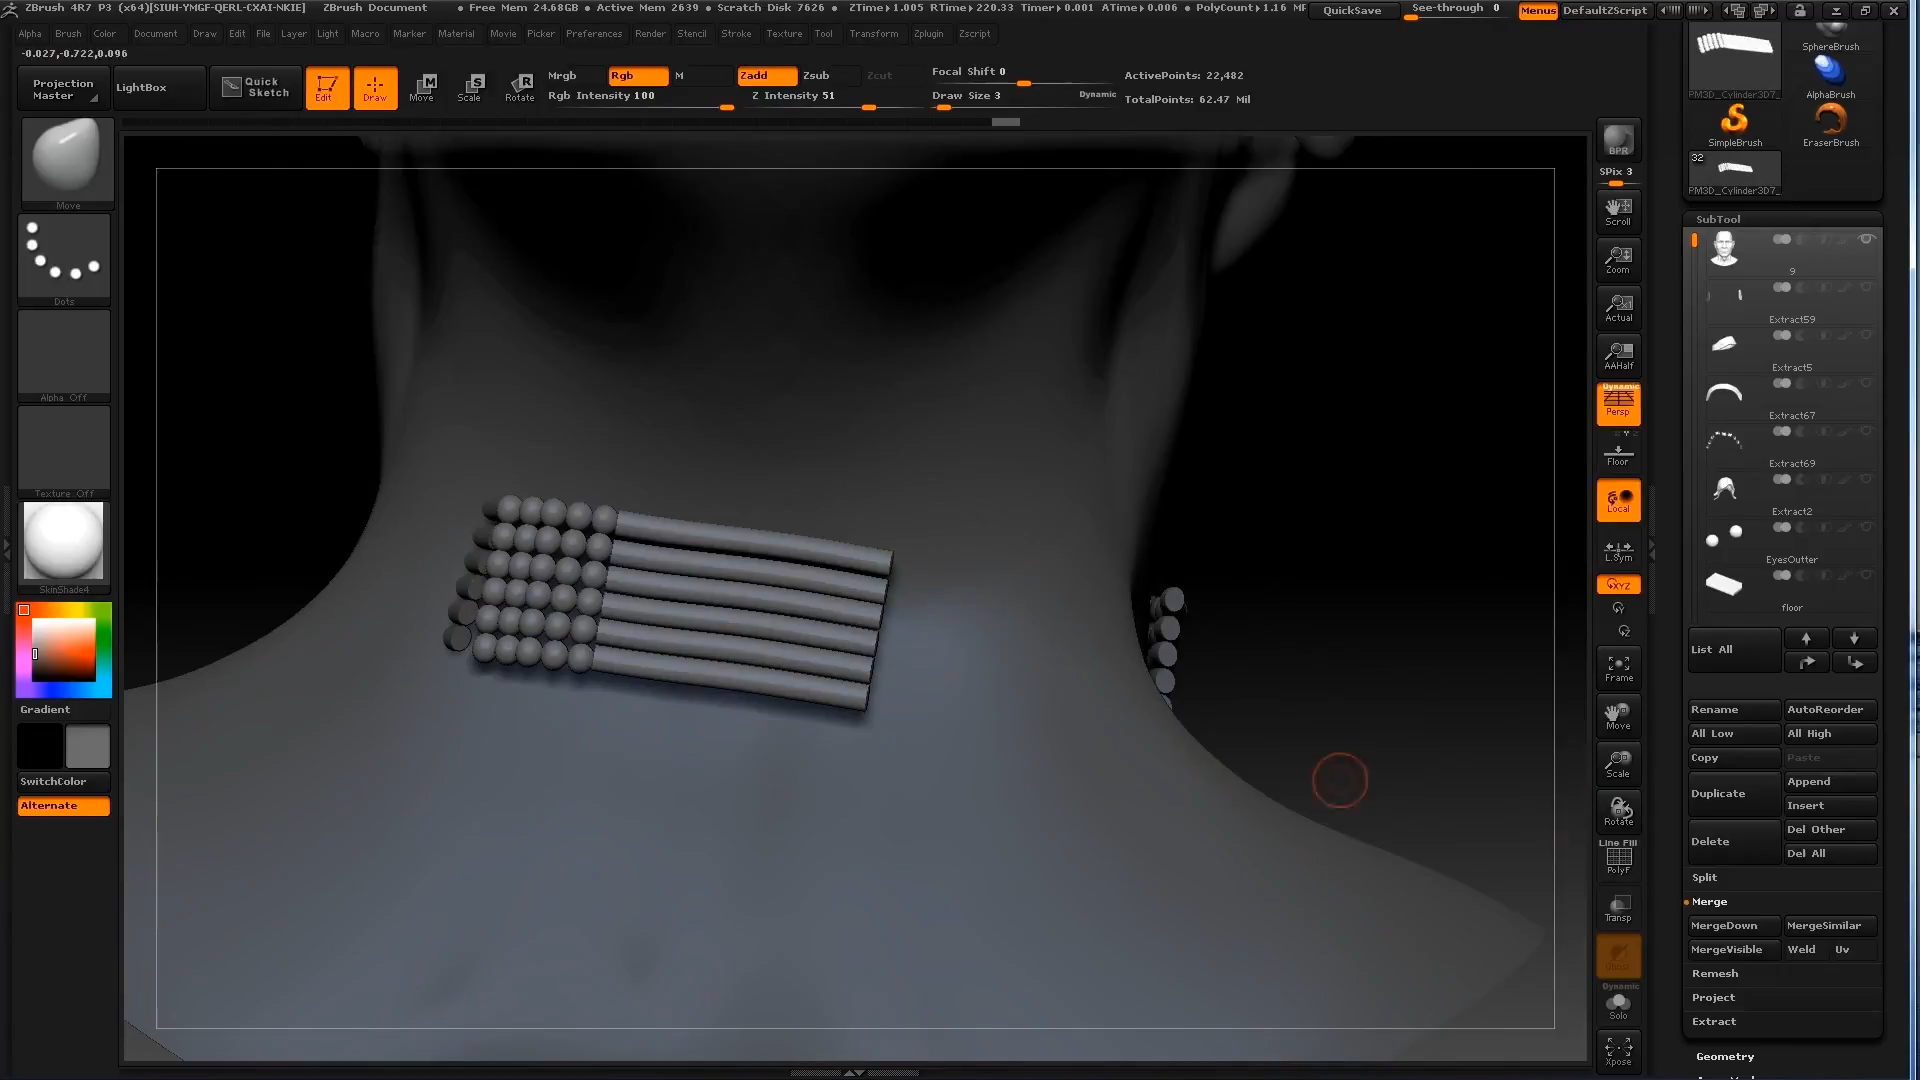 ZBrush 4R7 P3 (x64)[SIUH-YMGF-QERL-CXAI-NKIE] ZBrush Document • Free Mem 24.68GB • Active Mem 2639 • Scratch Disk 7626 • ZTime▸1.005 RTime▸220.33 Timer▸0.001 ATime▸0.006 • PolyCount▸1.16 MP QuickSave See-through 0 Menus DefaultZScript
Alpha Brush Color Document Draw Edit File Layer Light Macro Marker Material Movie Picker Preferences Render Stencil Stroke Texture Tool Transform Zplugin Zscript
-0.027,-0.722,0.096
Projection Master
LightBox
Quick Sketch
Edit
Draw
Move
Scale
Rotate
Mrgb Rgb M Zadd Zsub Zcut
Rgb Intensity 100 Z Intensity 51
Focal Shift 0
Draw Size 3 Dynamic
ActivePoints: 22,482
TotalPoints: 62.47 Mil
Move
Dots
Alpha Off
Texture Off
SkinShade4
Gradient
SwitchColor
Alternate
BPR
SPix 3
Scroll
Zoom
Actual
AAHalf
Dynamic
Persp
Floor
Local
L.Sym
XYZ
Frame
Move
Scale
Rotate
Line Fill
PolyF
Transp
Ghost
Dynamic
Solo
Xpose
SphereBrush
PM3D_Cylinder3D7_ AlphaBrush
SimpleBrush EraserBrush
32
PM3D_Cylinder3D7_
SubTool
9
Extract59
Extract5
Extract67
Extract69
Extract2
EyesOutter
floor
List All
Rename AutoReorder
All Low All High
Copy Paste
Duplicate Append
Insert
Delete Del Other
Del All
Split
Merge
MergeDown MergeSimilar
MergeVisible Weld Uv
Remesh
Project
Extract
Geometry